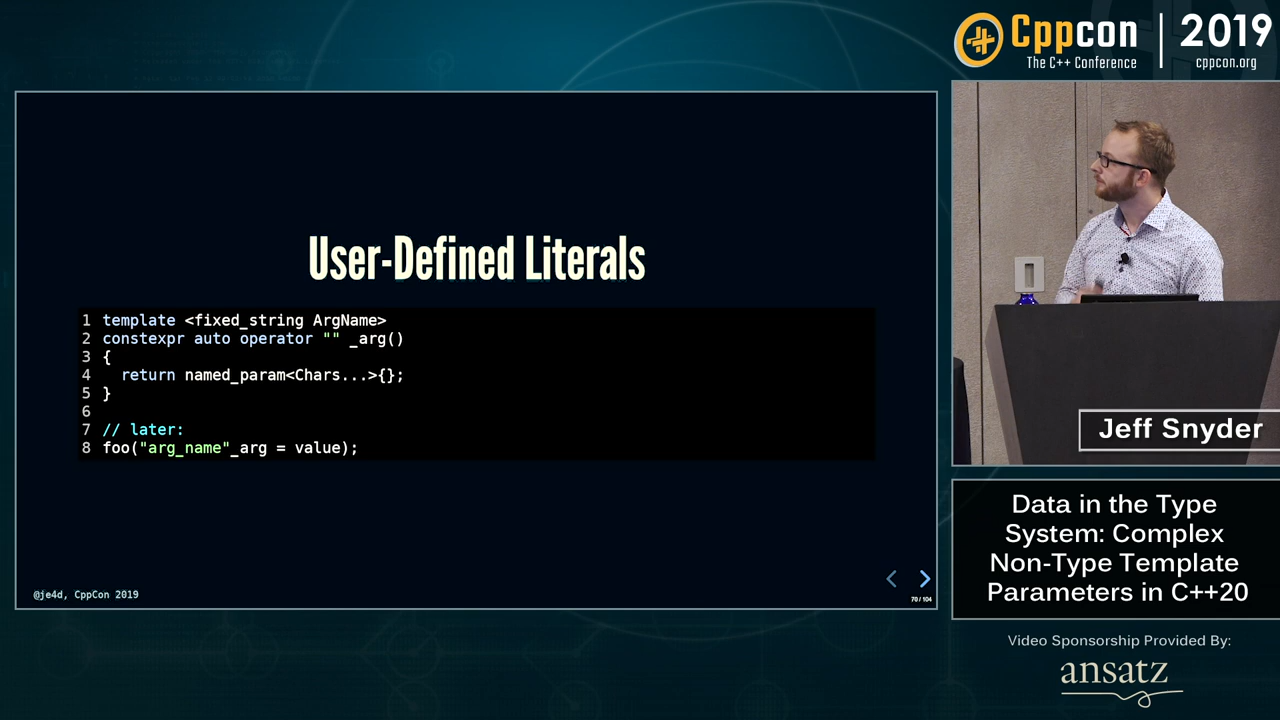 Cppcon
The C++ Conference
2019
cppcon.org
User-Defined Literals
1 template <fixed_string ArgName>
2 constexpr auto operator "" _arg()
3 {
4   return named_param<Chars...>{};
5 }
6
7 // later:
8 foo("arg_name"_arg = value);
@je4d, CppCon 2019
70 / 104
Jeff Snyder
Data in the Type
System: Complex
Non-Type Template
Parameters in C++20
Video Sponsorship Provided By:
ansatz